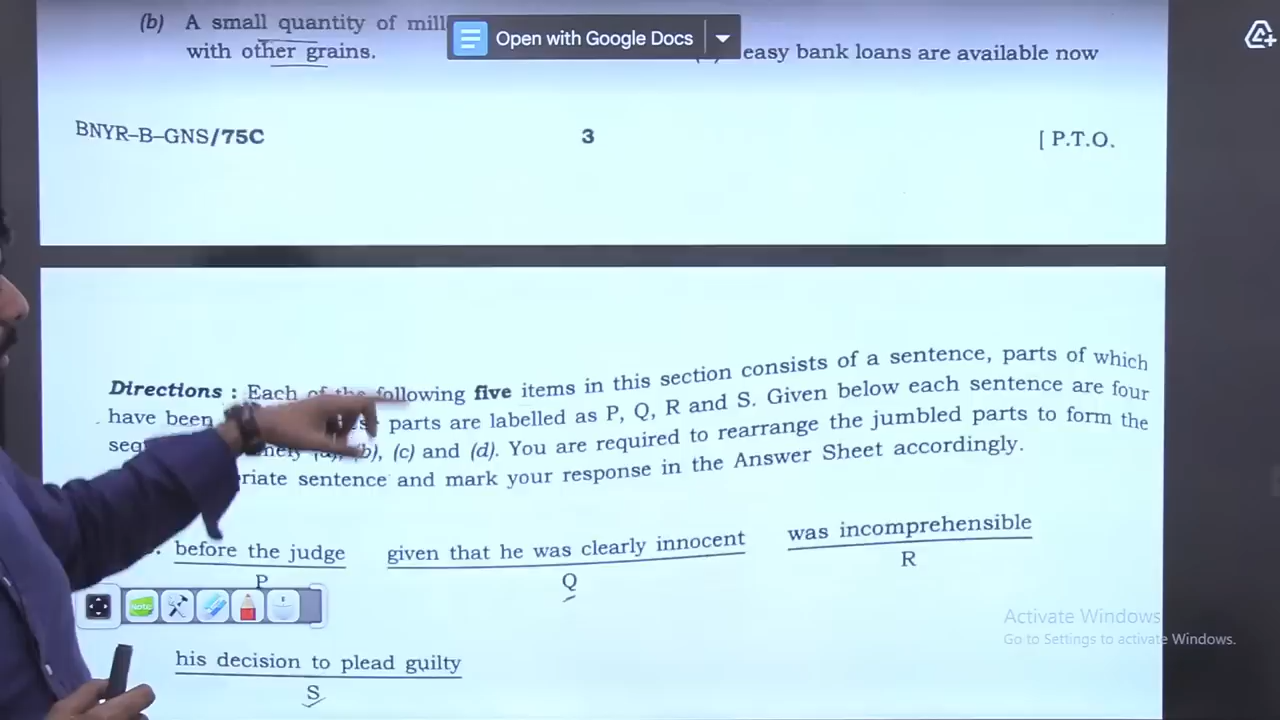 (b) A small quantity of mill
with other grains.
Open with Google Docs
easy bank loans are available now
BNYR-B-GNS/75C
3
[ P.T.O.
Directions : Each of the following five items in this section consists of a sentence, parts of which
have been parts are labelled as P, Q, R and S. Given below each sentence are four
(b), (c) and (d). You are required to rearrange the jumbled parts to form the
riate sentence and mark your response in the Answer Sheet accordingly.
before the judge given that he was clearly innocent was incomprehensible
P Q R
Note
Activate Windows
Go to Settings to activate Windows.
his decision to plead guilty
S